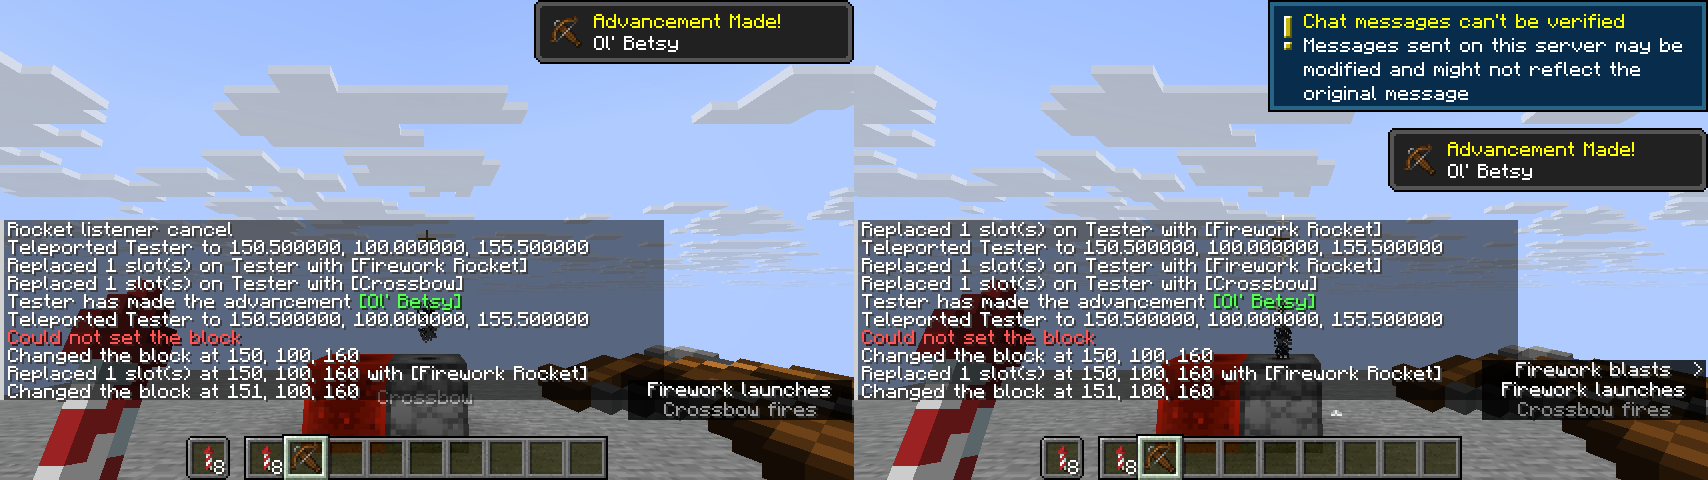 Advancement Made!
Ol' Betsy
Rocket listener cancel
Teleported Tester to 150.500000, 100.000000, 155.500000
Replaced 1 slot(s) on Tester with [Firework Rocket]
Replaced 1 slot(s) on Tester with [Crossbow]
Tester has made the advancement [Ol' Betsy]
Teleported Tester to 150.500000, 100.000000, 155.500000
Could not set the block
Changed the block at 150, 100, 160
Replaced 1 slot(s) at 150, 100, 160 with [Firework Rocket]
Changed the block at 151, 100, 160
Crossbow
Firework launches
Crossbow fires
8
8
Chat messages can't be verified
Messages sent on this server may be
modified and might not reflect the
original message
Advancement Made!
Ol' Betsy
Replaced 1 slot(s) on Tester with [Firework Rocket]
Teleported Tester to 150.500000, 100.000000, 155.500000
Replaced 1 slot(s) on Tester with [Firework Rocket]
Replaced 1 slot(s) on Tester with [Crossbow]
Tester has made the advancement [Ol' Betsy]
Teleported Tester to 150.500000, 100.000000, 155.500000
Could not set the block
Changed the block at 150, 100, 160
Replaced 1 slot(s) at 150, 100, 160 with [Firework Rocket]
Changed the block at 151, 100, 160
Firework blasts >
Firework launches
Crossbow fires
8
8